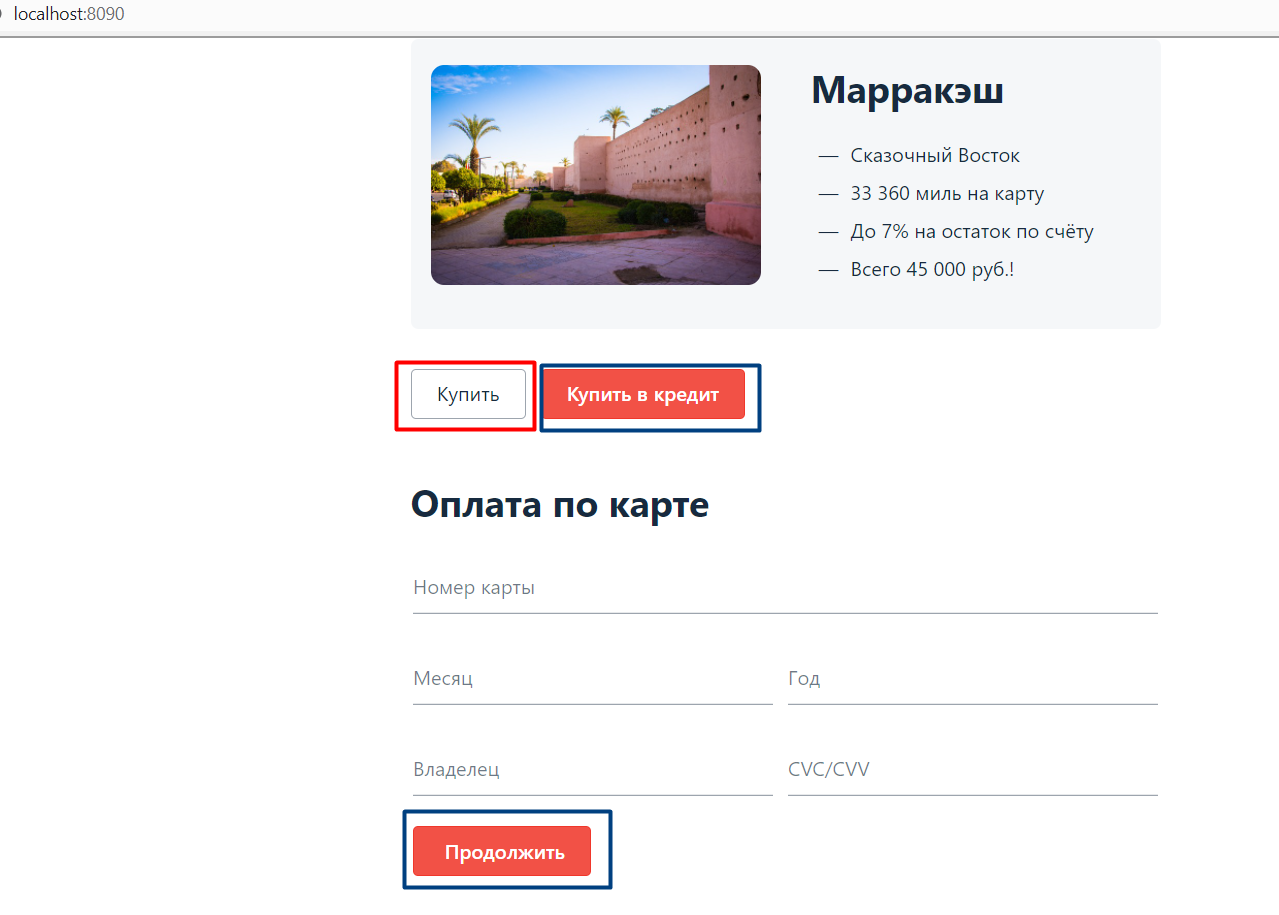 localhost:8090
Марракэш
— Сказочный Восток
— 33 360 миль на карту
— До 7% на остаток по счёту
— Всего 45 000 руб.!
Купить Купить в кредит
Оплата по карте
Номер карты
Месяц Год
Владелец CVC/CVV
Продолжить